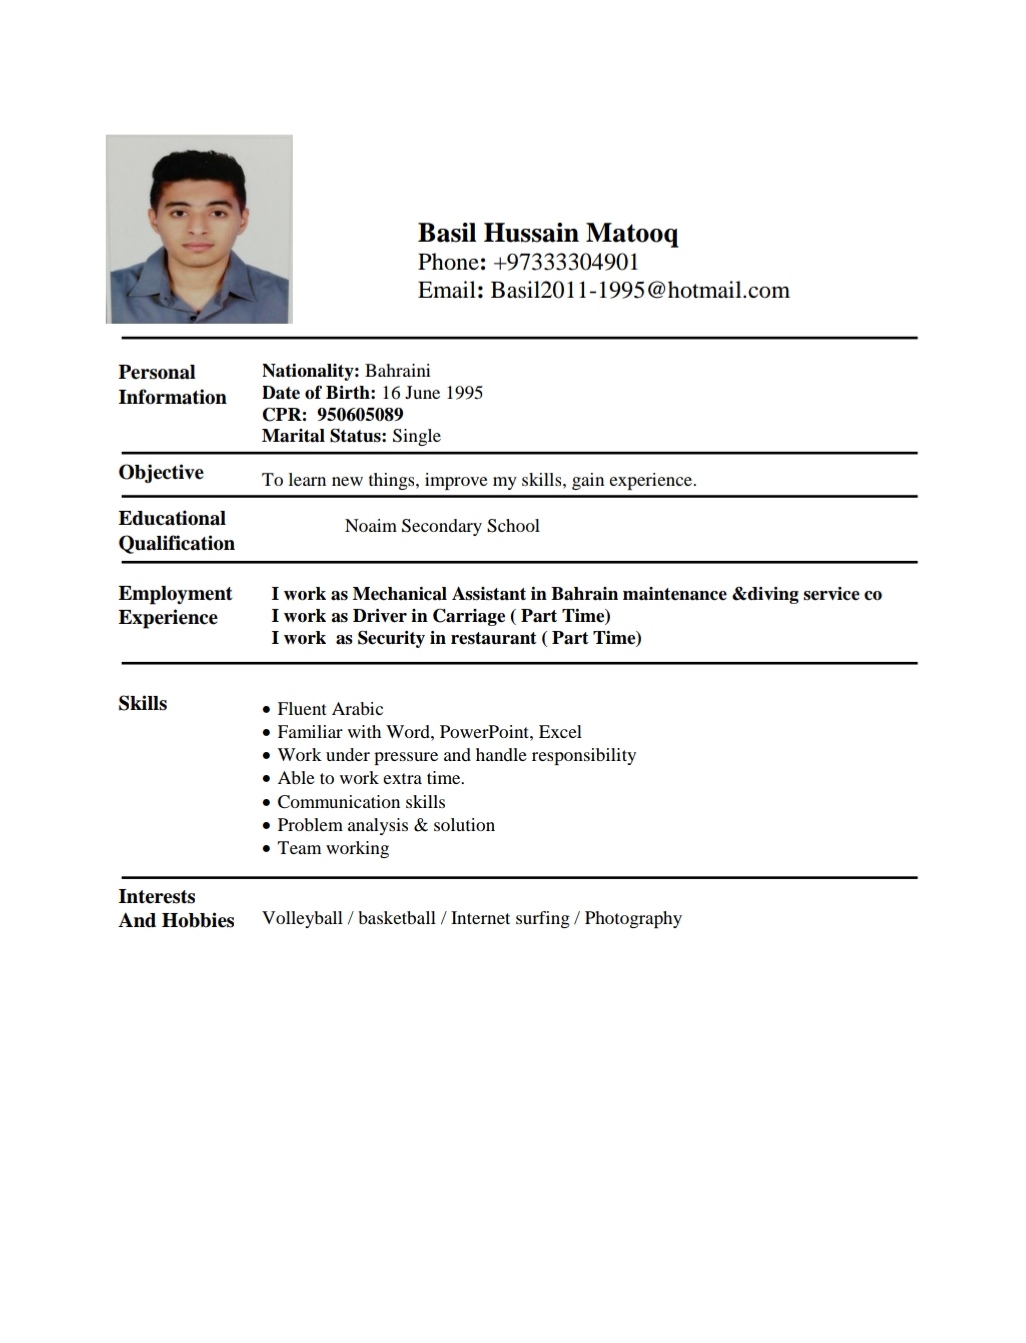 Basil Hussain Matooq
Phone: +97333304901
Email: Basil2011-1995@hotmail.com
Personal
Information
Nationality: Bahraini
Date of Birth: 16 June 1995
CPR:  950605089
Marital Status: Single
Objective
To learn new things, improve my skills, gain experience.
Educational
Qualification
Noaim Secondary School
Employment
Experience
I work as Mechanical Assistant in Bahrain maintenance &diving service co
I work as Driver in Carriage ( Part Time)
I work  as Security in restaurant ( Part Time)
Skills
• Fluent Arabic
• Familiar with Word, PowerPoint, Excel
• Work under pressure and handle responsibility
• Able to work extra time.
• Communication skills
• Problem analysis & solution
• Team working
Interests
And Hobbies
Volleyball / basketball / Internet surfing / Photography